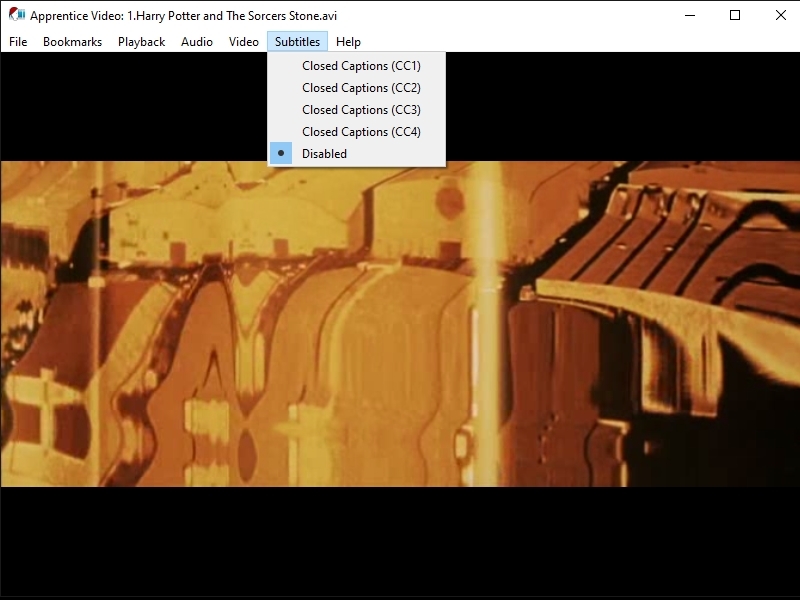 Apprentice Video: 1.Harry Potter and The Sorcers Stone.avi
File Bookmarks Playback Audio Video Subtitles Help
Closed Captions (CC1)
Closed Captions (CC2)
Closed Captions (CC3)
Closed Captions (CC4)
Disabled